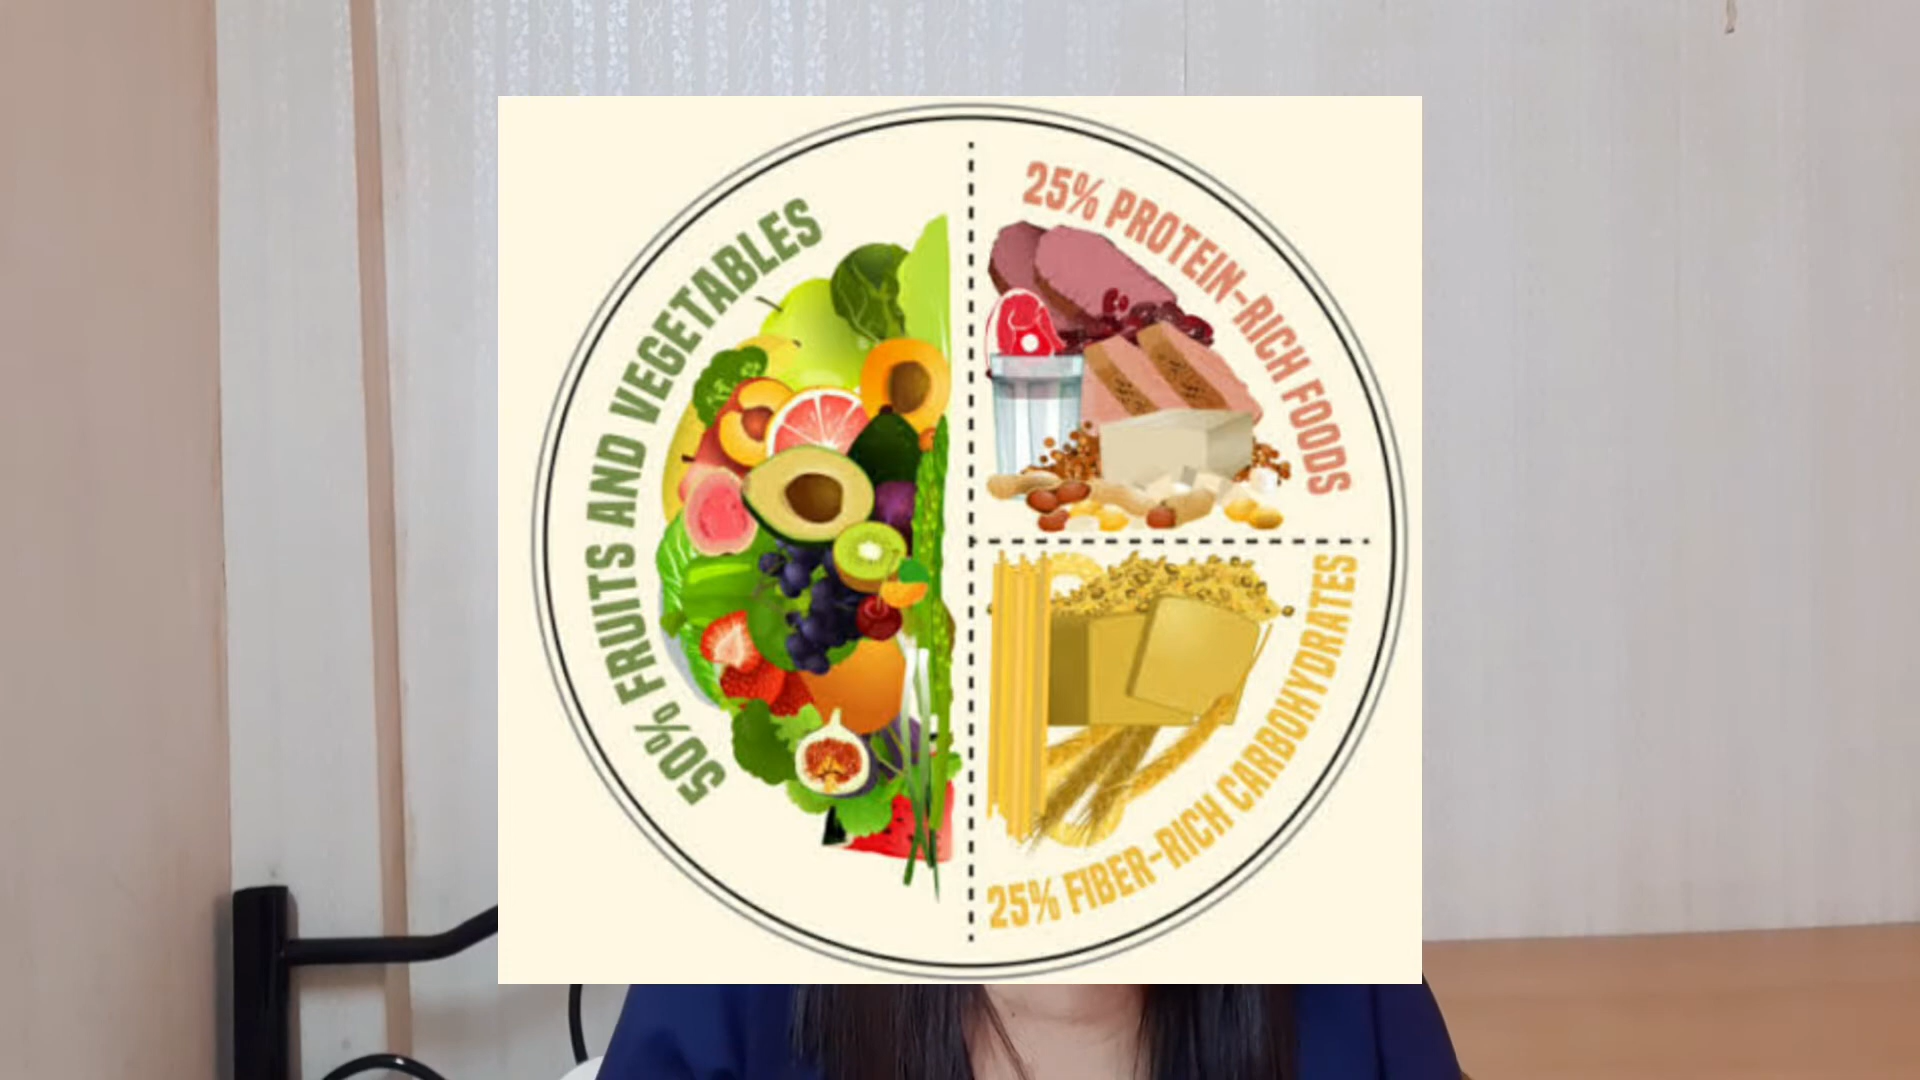 50% FRUITS AND VEGETABLES
25% PROTEIN-RICH FOODS
25% FIBER-RICH CARBOHYDRATES